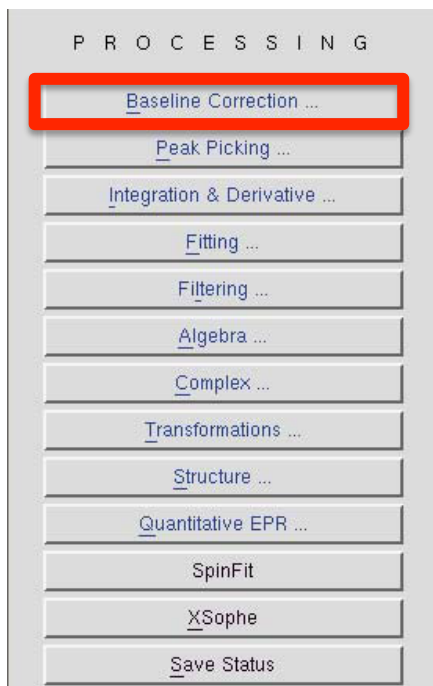 P R O C E S S I N G
Baseline Correction ...
Peak Picking ...
Integration & Derivative ...
Fitting ...
Filtering ...
Algebra ...
Complex ...
Transformations ...
Structure ...
Quantitative EPR ...
SpinFit
XSophe
Save Status